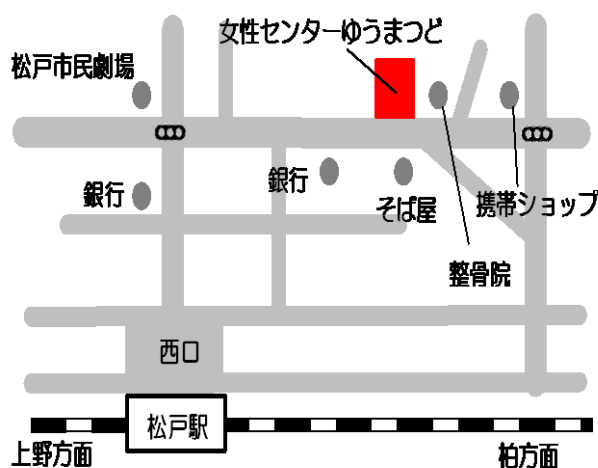 女性センターゆうまつど
松戸市民劇場
銀行
銀行
そば屋
携帯ショップ
整骨院
西口
松戸駅
上野方面
柏方面